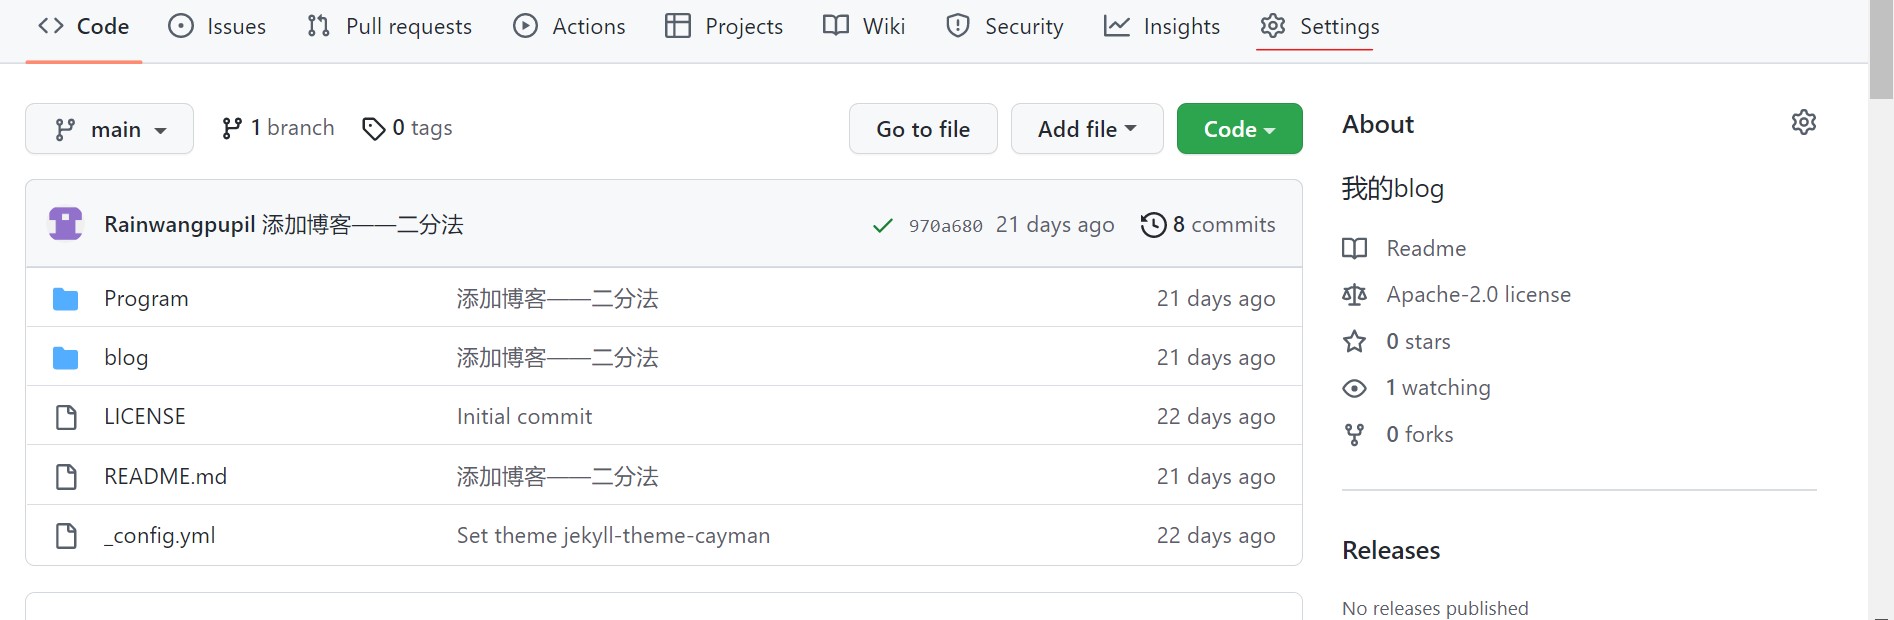 Code Issues Pull requests Actions Projects Wiki Security Insights Settings
main 1 branch 0 tags Go to file Add file Code
Rainwangpupil 添加博客——二分法 970a680 21 days ago 8 commits
Program 添加博客——二分法 21 days ago
blog 添加博客——二分法 21 days ago
LICENSE Initial commit 22 days ago
README.md 添加博客——二分法 21 days ago
_config.yml Set theme jekyll-theme-cayman 22 days ago
About
我的blog
Readme
Apache-2.0 license
0 stars
1 watching
0 forks
Releases
No releases published